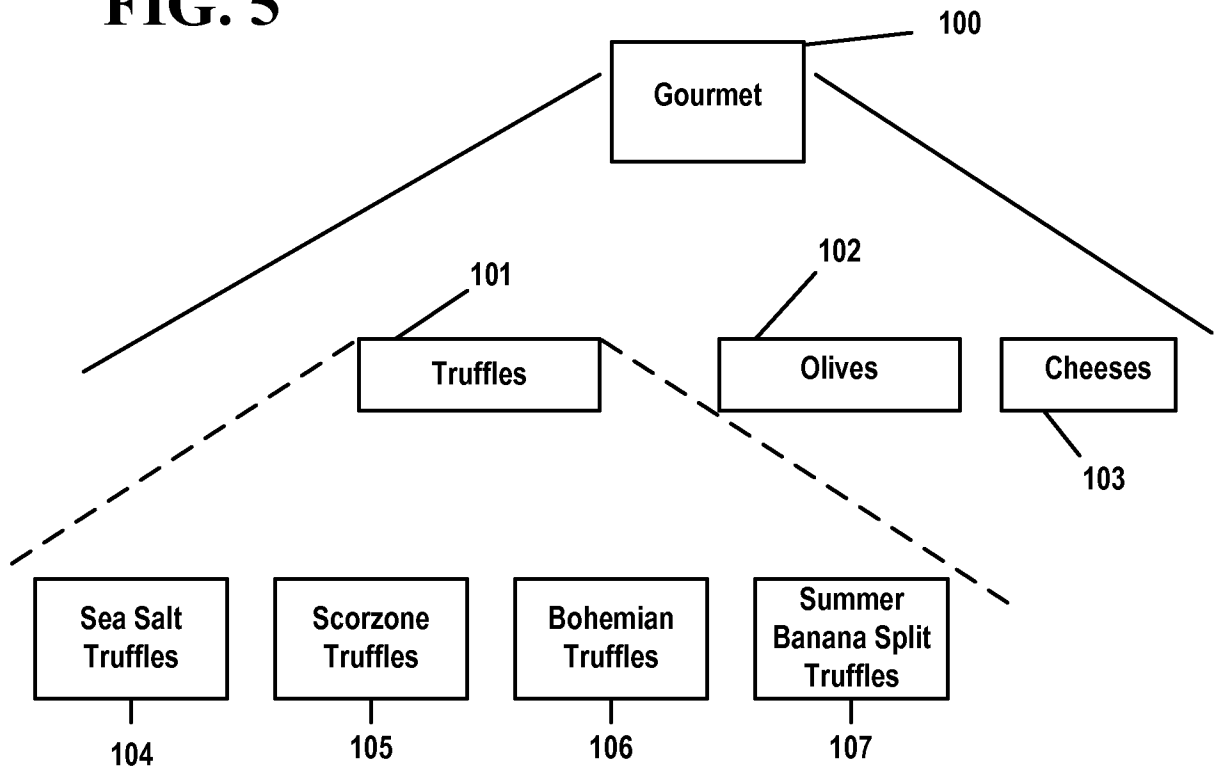 FIG. 5
100
Gourmet
101
102
Truffles
Olives
Cheeses
103
Sea Salt
Truffles
Scorzone
Truffles
Bohemian
Truffles
Summer
Banana Split
Truffles
104
105
106
107